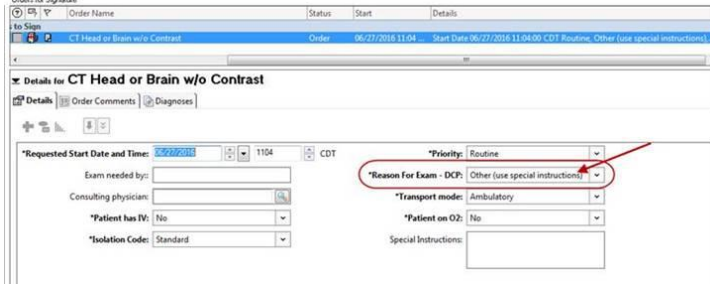 Orders for Signature
Order Name Status Start Details
to Sign
CT Head or Brain w/o Contrast Order 06/27/2016 11:04 ... Start Date 06/27/2016 11:04:00 CDT Routine, Other (use special instructions),
Details for CT Head or Brain w/o Contrast
Details Order Comments Diagnoses
*Requested Start Date and Time: 06/27/2016 1104 CDT *Priority: Routine
Exam needed by:: *Reason For Exam - DCP: Other (use special instructions)
Consulting physician: *Transport mode: Ambulatory
*Patient has IV: No *Patient on O2: No
*Isolation Code: Standard Special Instructions: